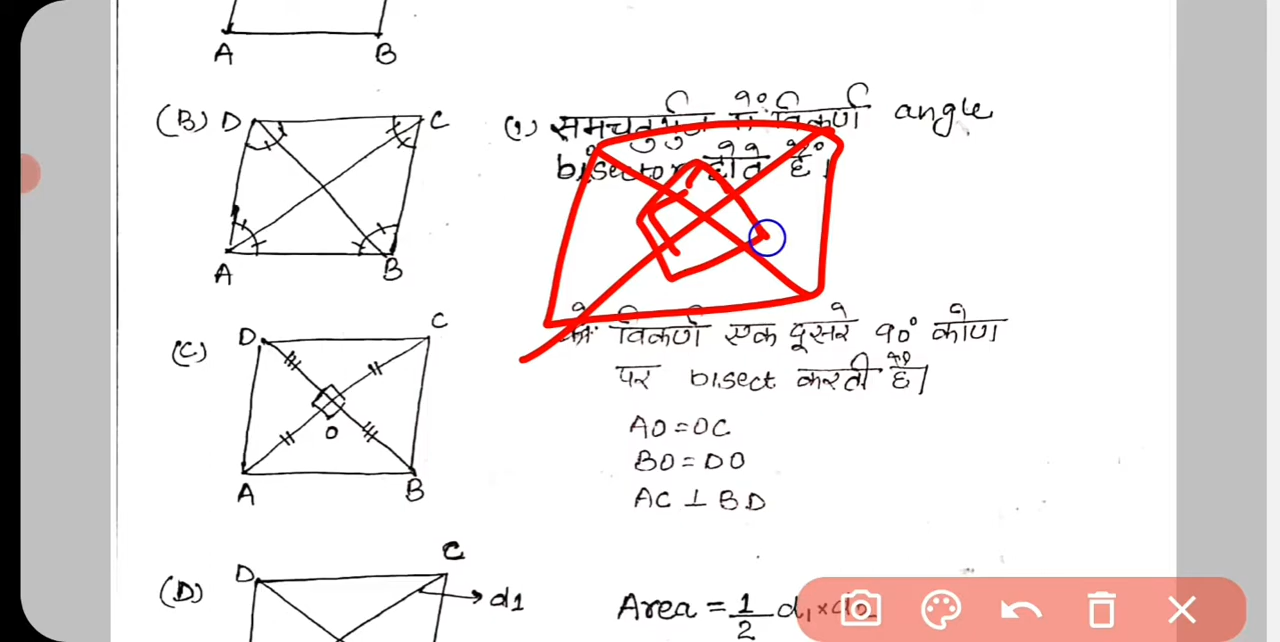 A B
(B) D C
A B
(1) समचतुर्भुज के विकर्ण angle
bisector होते हैं।
(C) D C
O
A B
के विकर्ण एक दूसरे 90° कोण
पर bisect करती है।
AO = OC
BO = DO
AC ⊥ BD
(D) D C
d1
Area = 1/2 d1 ×